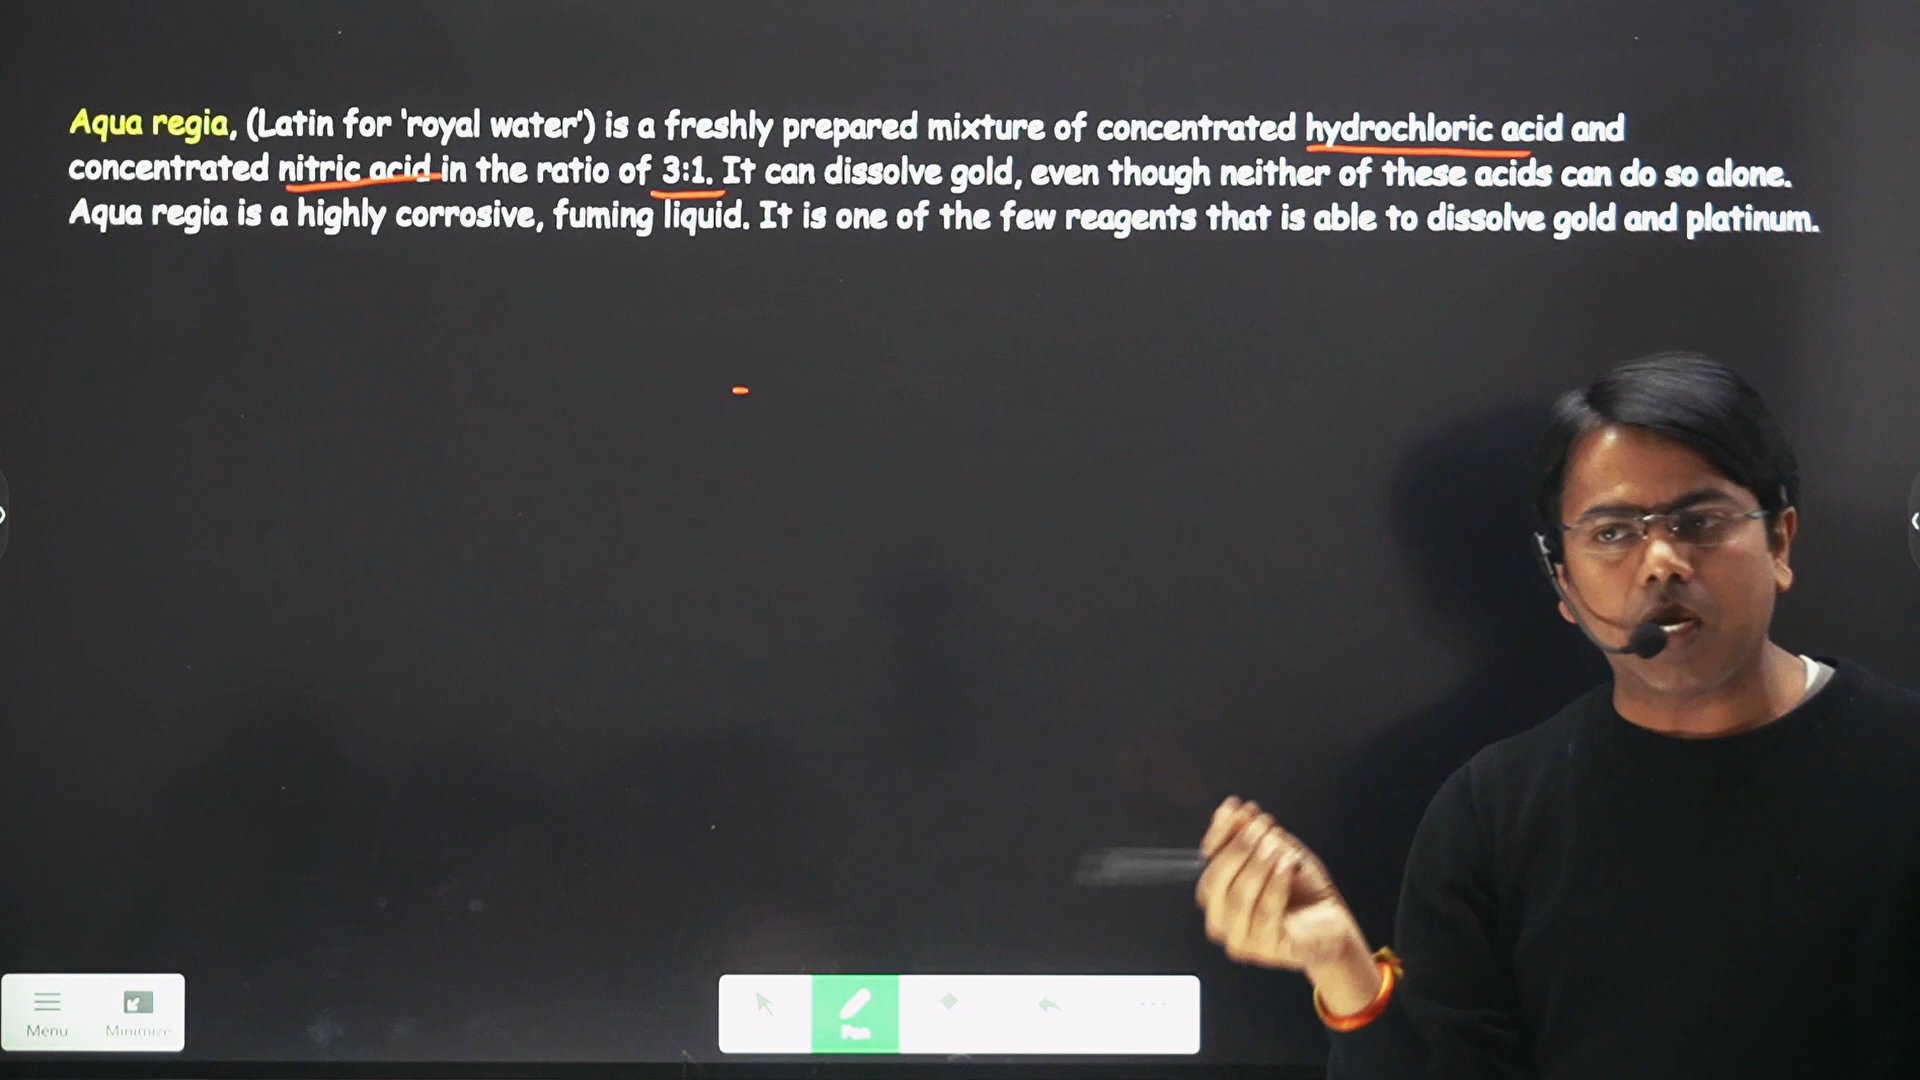 Aqua regia, (Latin for 'royal water') is a freshly prepared mixture of concentrated hydrochloric acid and
concentrated nitric acid in the ratio of 3:1. It can dissolve gold, even though neither of these acids can do so alone.
Aqua regia is a highly corrosive, fuming liquid. It is one of the few reagents that is able to dissolve gold and platinum.
Menu
Minimize
Pen